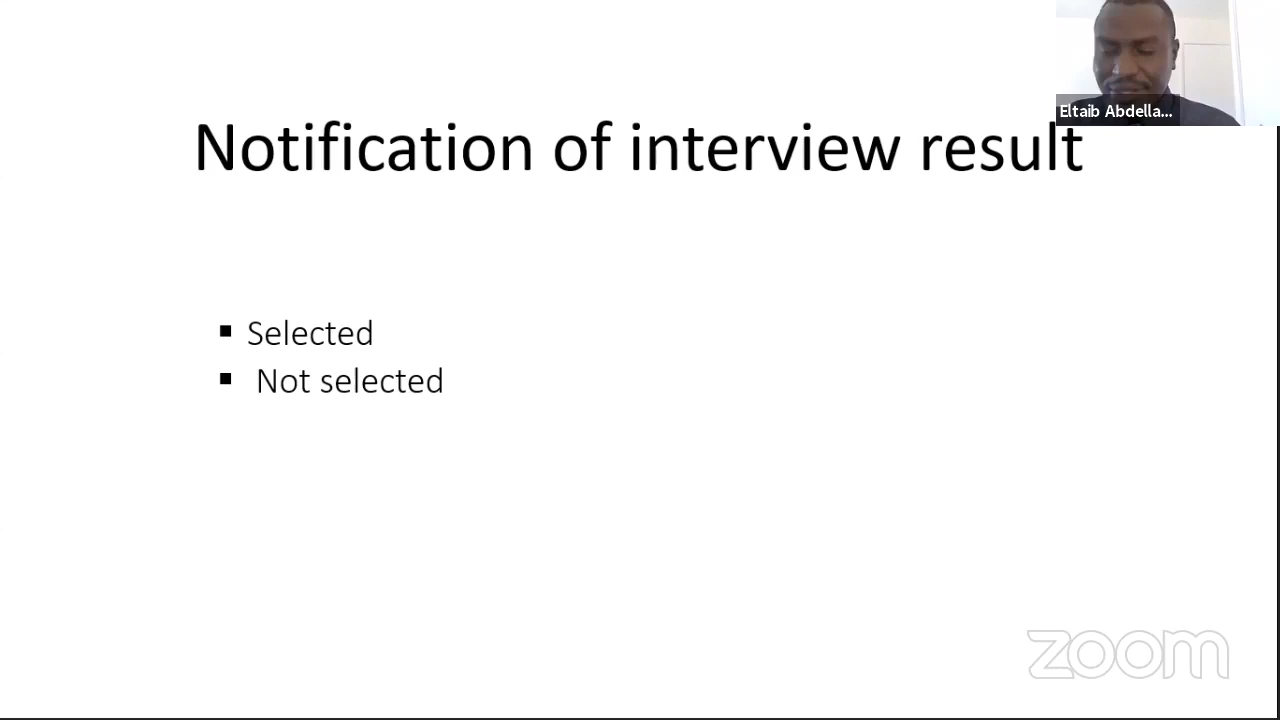 Eltaib Abdella...
Notification of interview result
▪ Selected
▪ Not selected
zoom